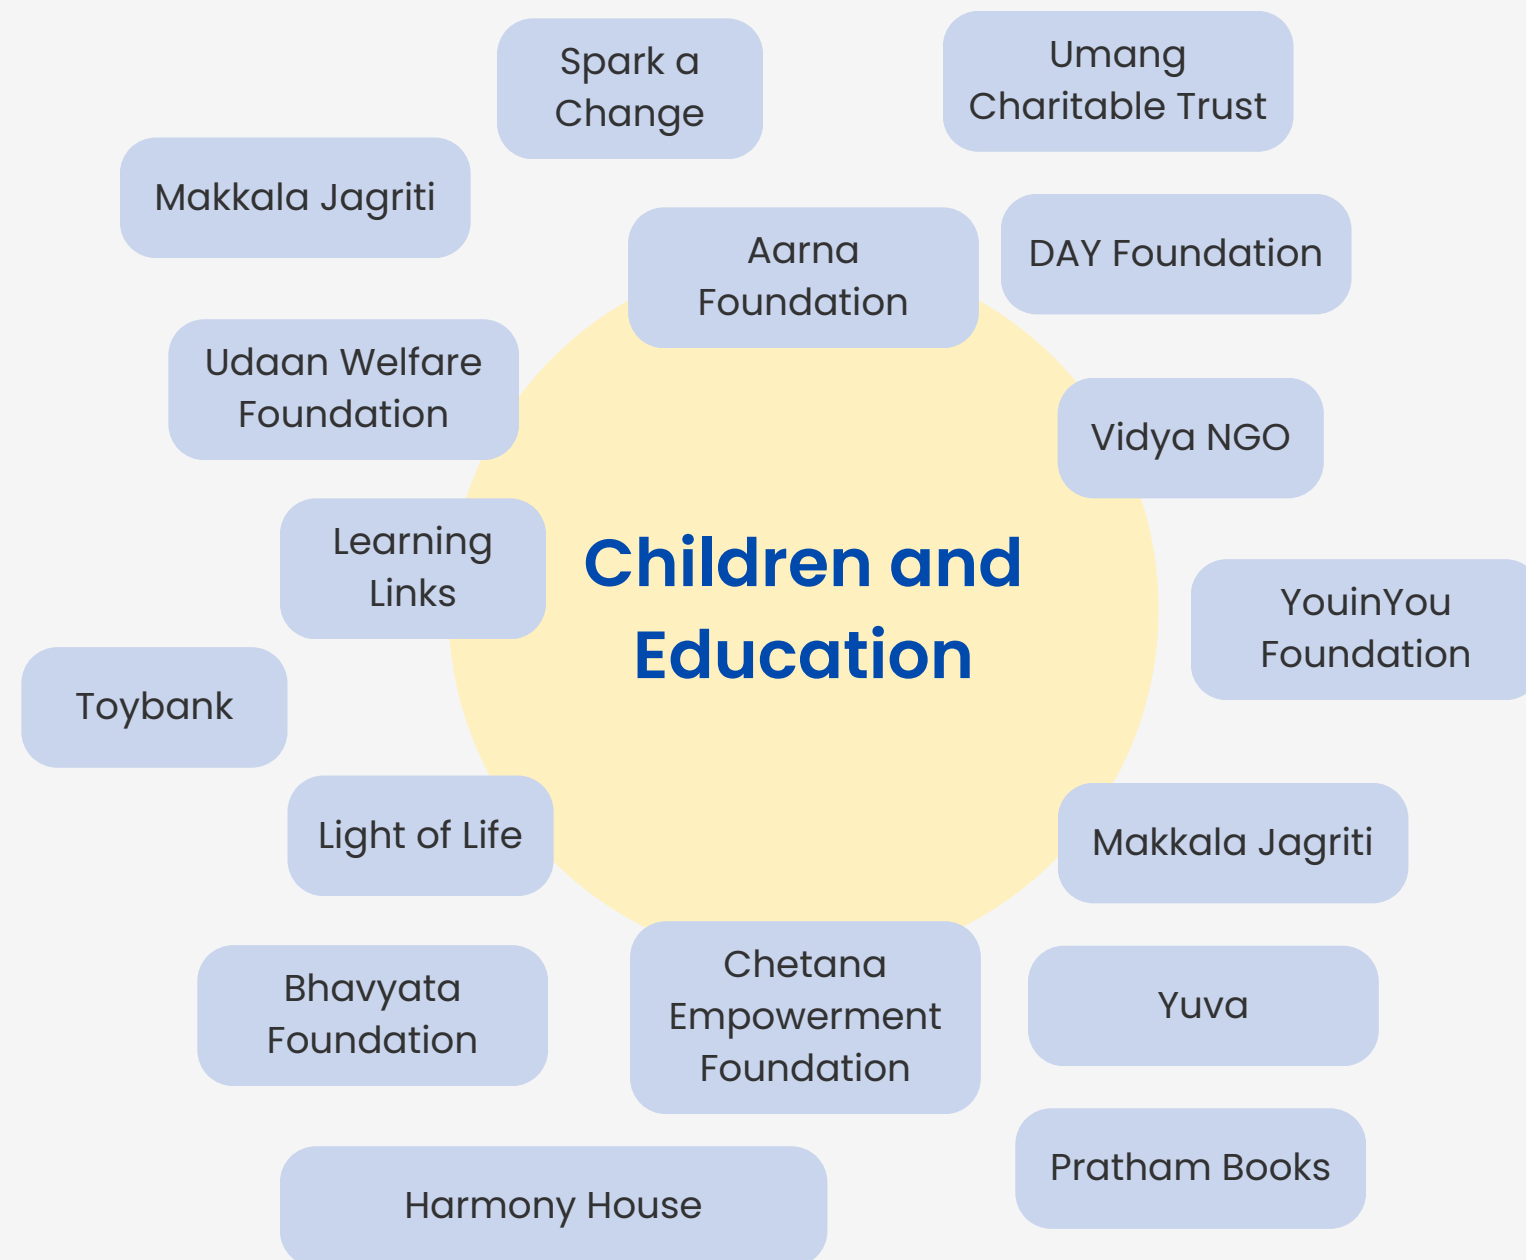 Spark a
Change
Umang
Charitable Trust
Makkala Jagriti
Aarna
Foundation
DAY Foundation
Udaan Welfare
Foundation
Vidya NGO
Learning
Links
Children and
Education
YouinYou
Foundation
Toybank
Light of Life
Makkala Jagriti
Bhavyata
Foundation
Chetana
Empowerment
Foundation
Yuva
Pratham Books
Harmony House